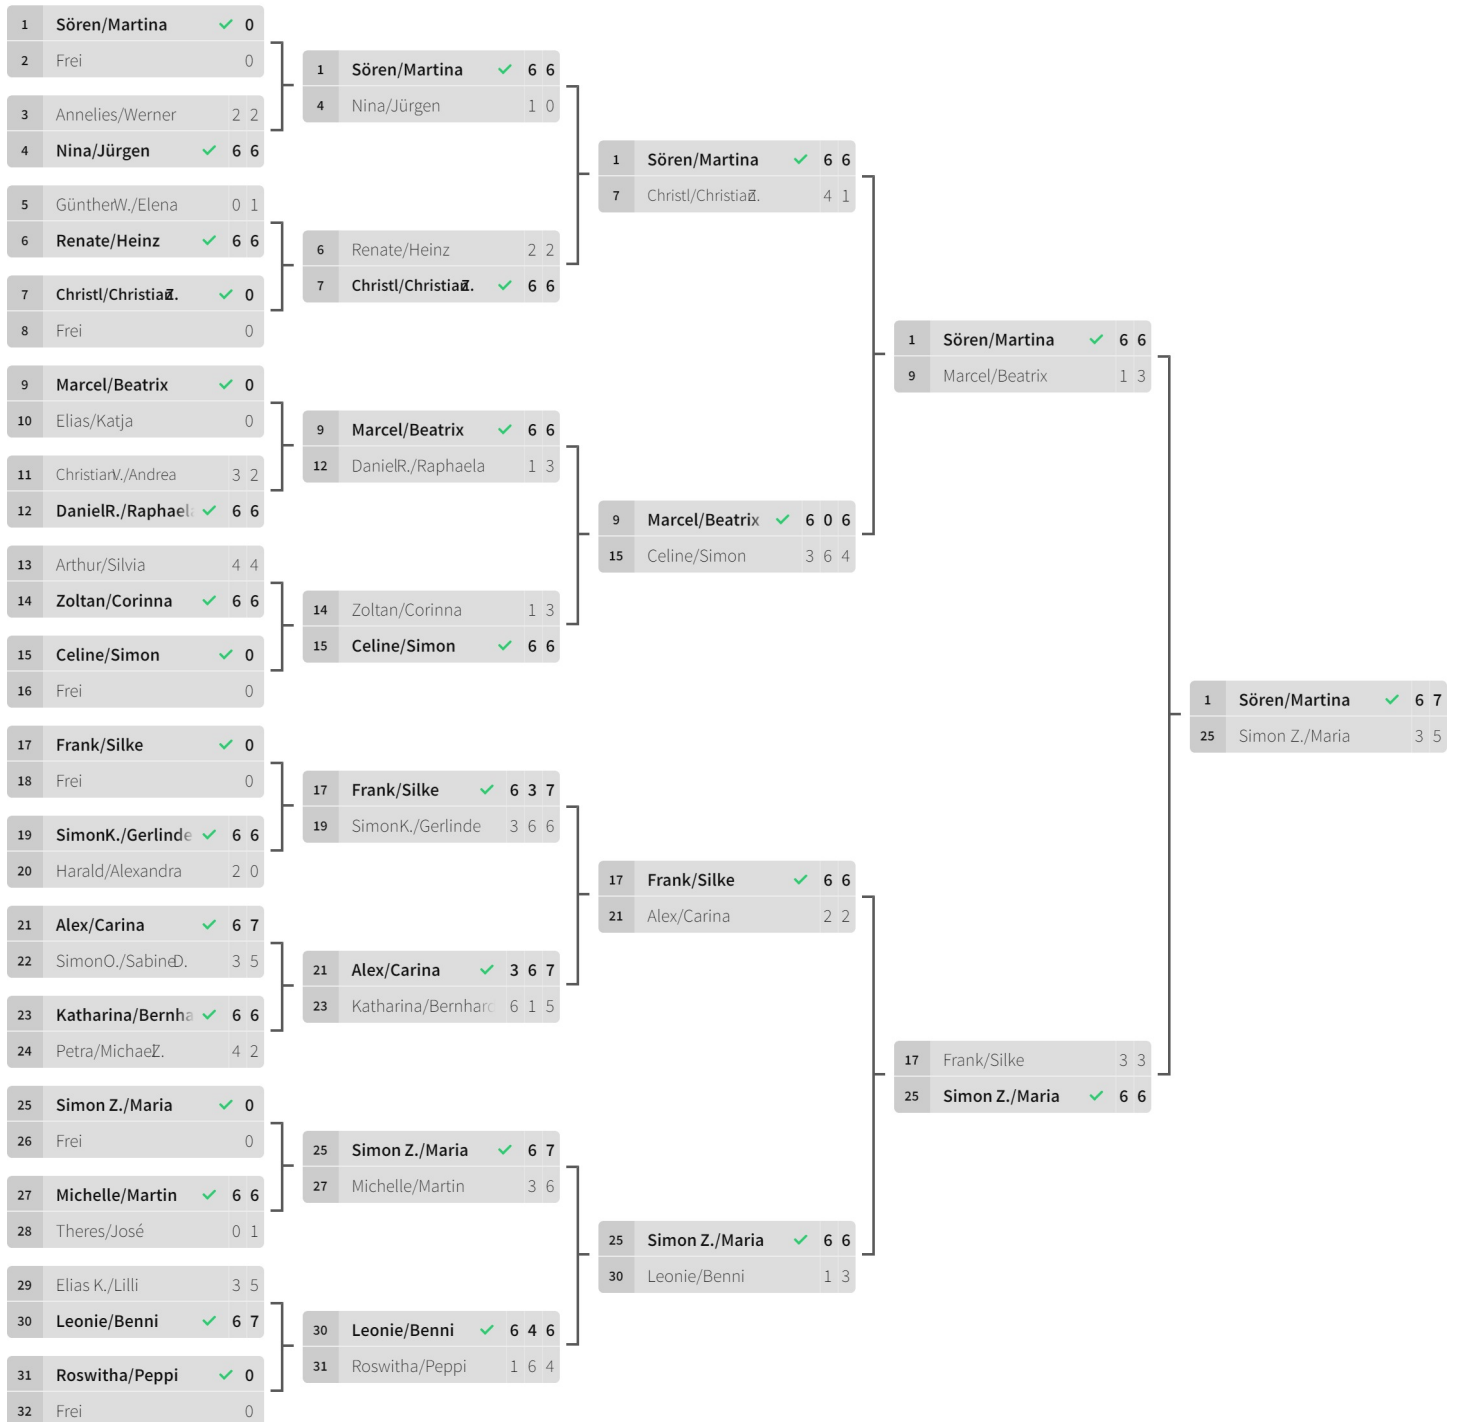 1 Sören/Martina 0
2 Frei 0
3 Annelies/Werner 2 2
4 Nina/Jürgen 6 6
5 GüntherW./Elena 0 1
6 Renate/Heinz 6 6
7 Christl/ChristianZ. 0
8 Frei 0
9 Marcel/Beatrix 0
10 Elias/Katja 0
11 ChristianV./Andrea 3 2
12 DanielR./Raphael 6 6
13 Arthur/Silvia 4 4
14 Zoltan/Corinna 6 6
15 Celine/Simon 0
16 Frei 0
17 Frank/Silke 0
18 Frei 0
19 SimonK./Gerlinde 6 6
20 Harald/Alexandra 2 0
21 Alex/Carina 6 7
22 SimonO./SabineD. 3 5
23 Katharina/Bernha 6 6
24 Petra/MichaelZ. 4 2
25 Simon Z./Maria 0
26 Frei 0
27 Michelle/Martin 6 6
28 Theres/José 0 1
29 Elias K./Lilli 3 5
30 Leonie/Benni 6 7
31 Roswitha/Peppi 0
32 Frei 0
1 Sören/Martina 6 6
4 Nina/Jürgen 1 0
6 Renate/Heinz 2 2
7 Christl/ChristianZ. 6 6
9 Marcel/Beatrix 6 6
12 DanielR./Raphaela 1 3
14 Zoltan/Corinna 1 3
15 Celine/Simon 6 6
17 Frank/Silke 6 3 7
19 SimonK./Gerlinde 3 6 6
21 Alex/Carina 3 6 7
23 Katharina/Bernhard 6 1 5
25 Simon Z./Maria 6 7
27 Michelle/Martin 3 6
30 Leonie/Benni 6 4 6
31 Roswitha/Peppi 1 6 4
1 Sören/Martina 6 6
7 Christl/ChristianZ. 4 1
9 Marcel/Beatrix 6 0 6
15 Celine/Simon 3 6 4
17 Frank/Silke 6 6
21 Alex/Carina 2 2
25 Simon Z./Maria 6 6
30 Leonie/Benni 1 3
1 Sören/Martina 6 6
9 Marcel/Beatrix 1 3
17 Frank/Silke 3 3
25 Simon Z./Maria 6 6
1 Sören/Martina 6 7
25 Simon Z./Maria 3 5